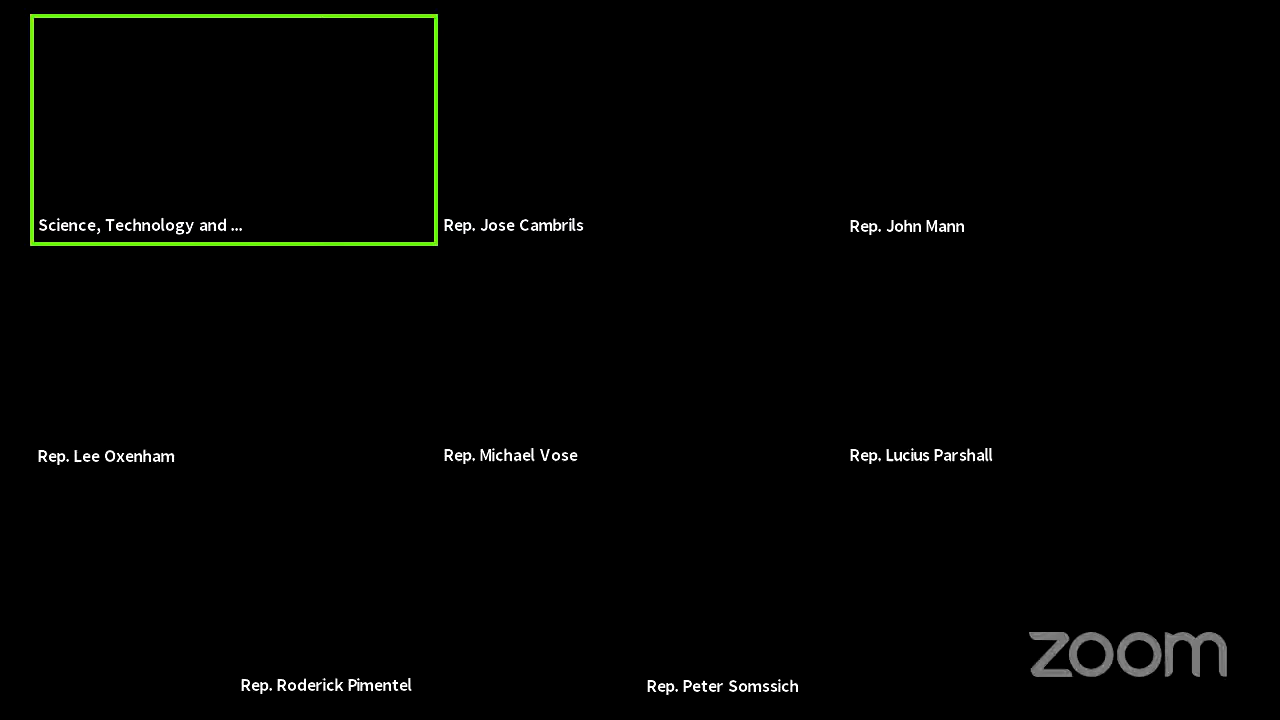 Science, Technology and ...
Rep. Jose Cambrils
Rep. John Mann
Rep. Lee Oxenham
Rep. Michael Vose
Rep. Lucius Parshall
Rep. Roderick Pimentel
Rep. Peter Somssich
zoom